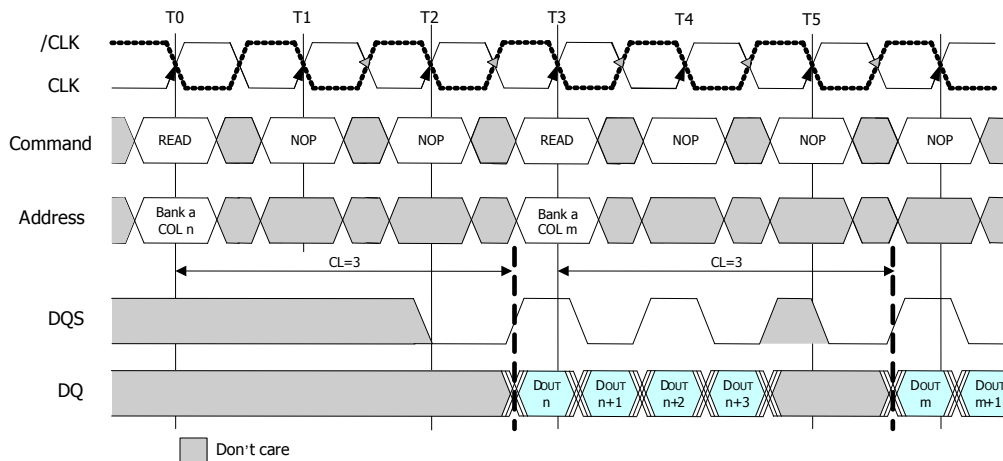 T0 T1 T2 T3 T4 T5
/CLK
CLK
Command READ NOP NOP READ NOP NOP NOP
Address Bank a COL n Bank a COL m
CL=3 CL=3
DQS
DQ DOUT n DOUT n+1 DOUT n+2 DOUT n+3 DOUT m DOUT m+1
Don't care